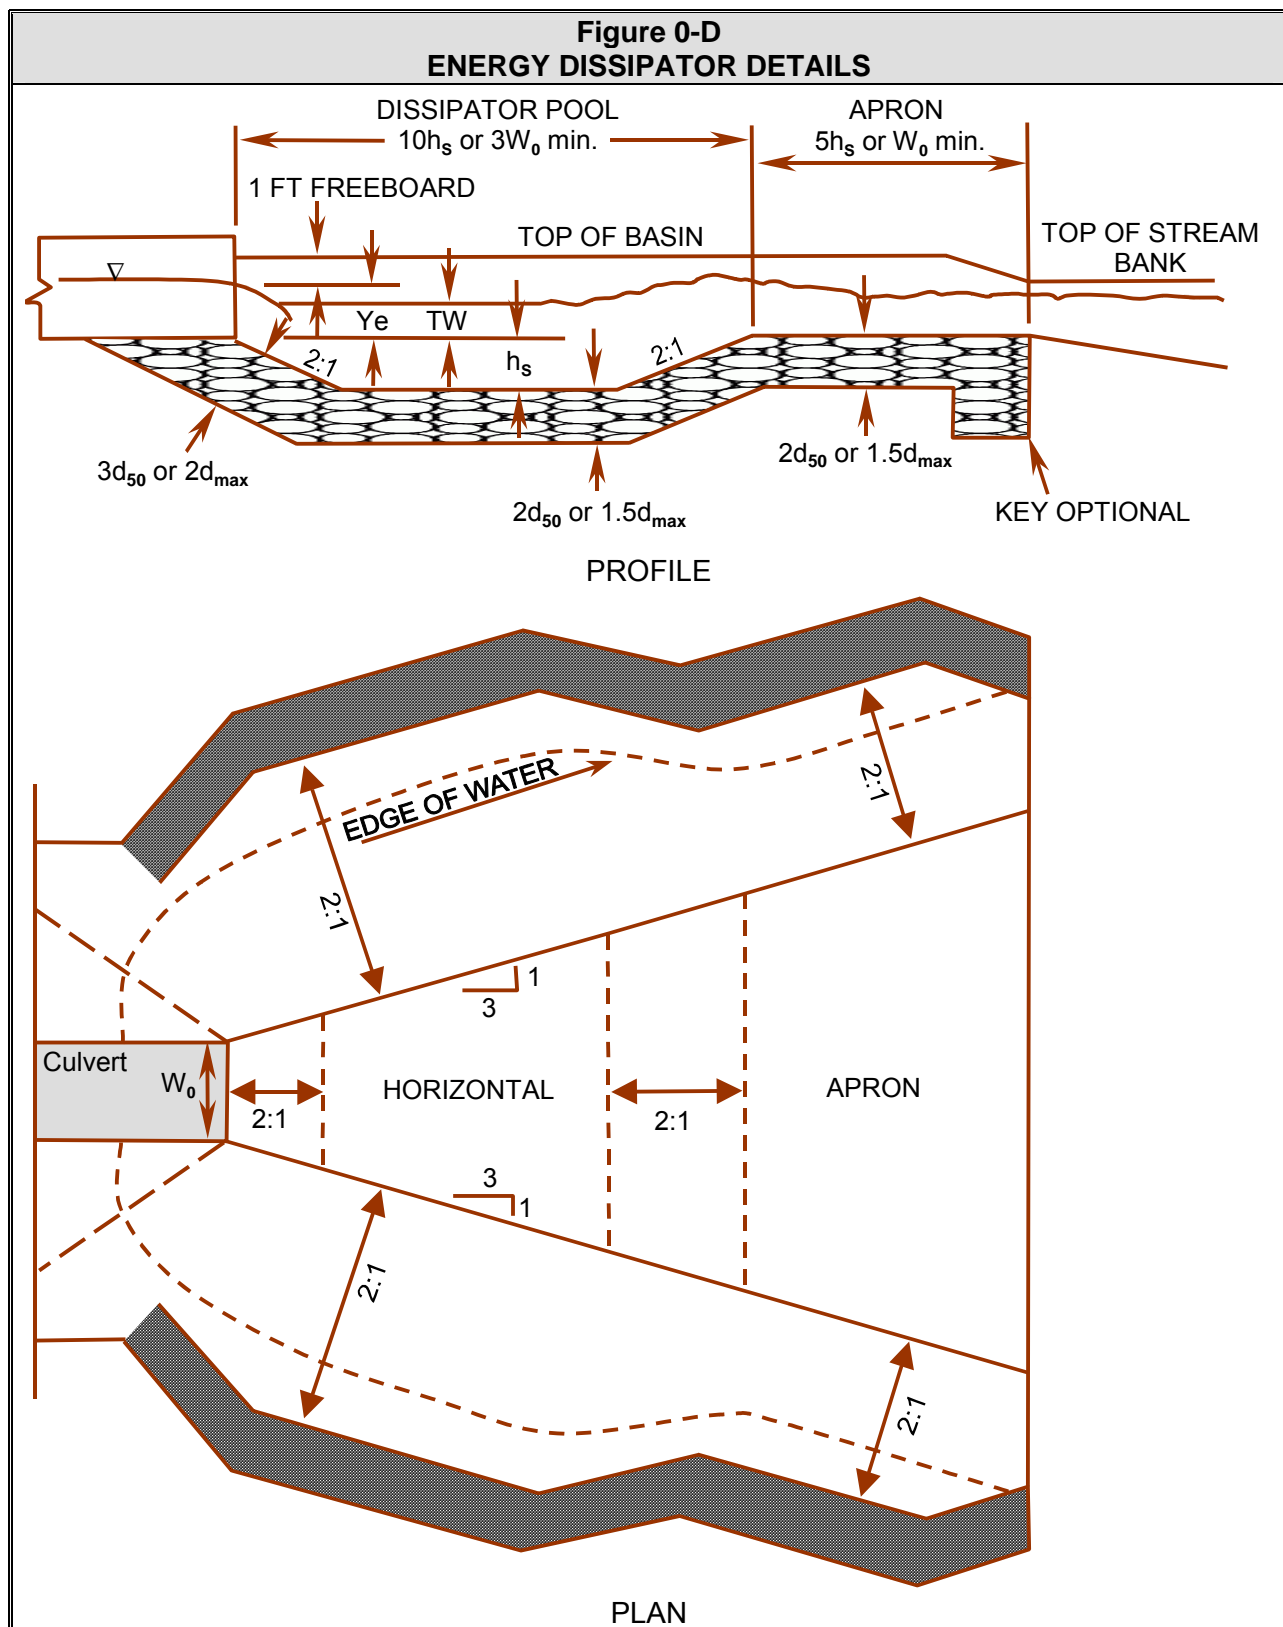 Figure 0-D
ENERGY DISSIPATOR DETAILS
DISSIPATOR POOL
10hS or 3W0 min.
APRON
5hS or W0 min.
1 FT FREEBOARD
TOP OF BASIN
TOP OF STREAM
BANK
Ye
TW
hS
2:1
2:1
3d50 or 2dmax
2d50 or 1.5dmax
2d50 or 1.5dmax
KEY OPTIONAL
PROFILE
EDGE OF WATER
2:1
2:1
1
3
Culvert
W0
2:1
HORIZONTAL
2:1
APRON
3
1
2:1
2:1
PLAN